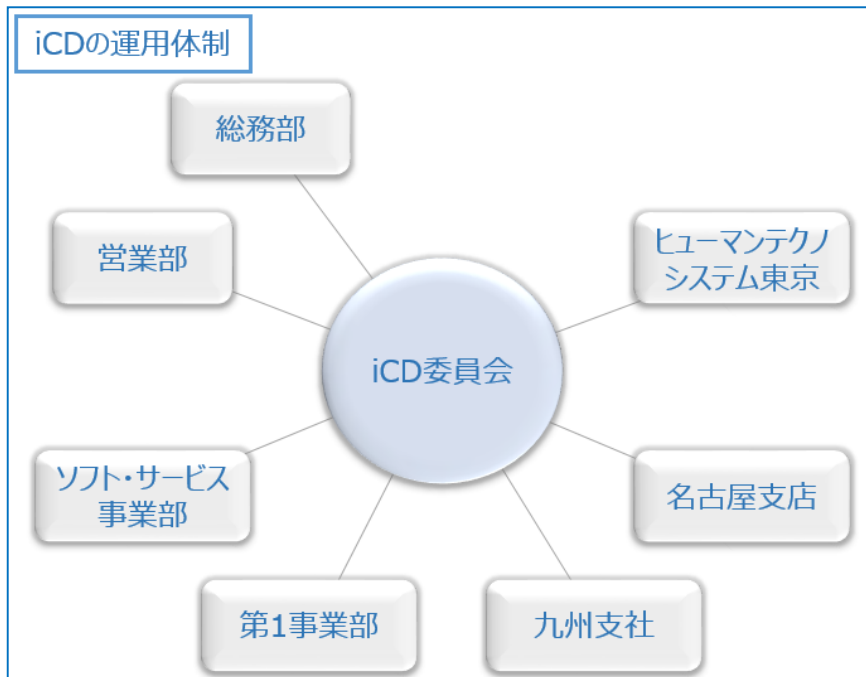 iCDの運用体制
総務部
営業部
ヒューマンテクノ
システム東京
iCD委員会
ソフト・サービス
事業部
名古屋支店
第1事業部
九州支社